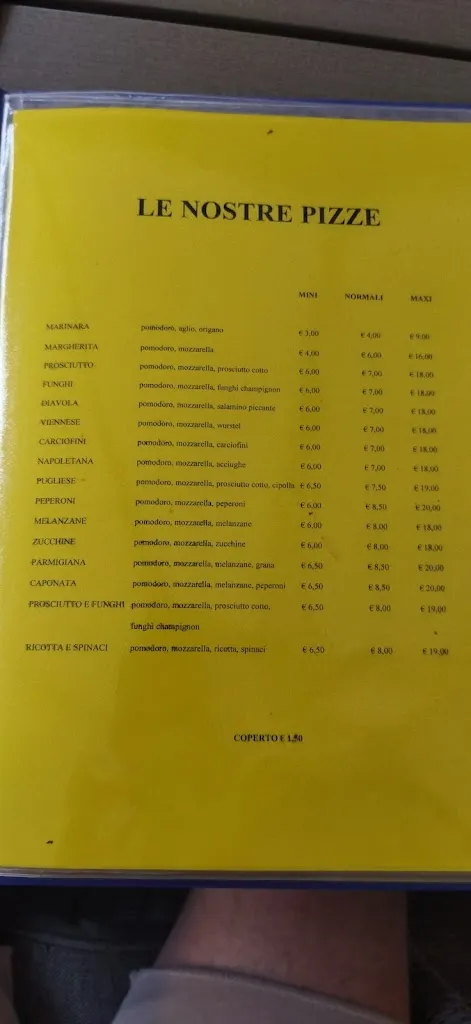 LE NOSTRE PIZZE
MINI NORMALI MAXI
MARINARA pomodoro, aglio, origano € 3,00 € 4,00 € 9,00
MARGHERITA pomodoro, mozzarella € 4,00 € 6,00 € 16,00
PROSCIUTTO pomodoro, mozzarella, prosciutto cotto € 6,00 € 7,00 € 18,00
FUNGHI pomodoro, mozzarella, funghi champignon € 6,00 € 7,00 € 18,00
DIAVOLA pomodoro, mozzarella, salamino piccante € 6,00 € 7,00 € 18,00
VIENNESE pomodoro, mozzarella, wurstel € 6,00 € 7,00 € 18,00
CARCIOFINI pomodoro, mozzarella, carciofini € 6,00 € 7,00 € 18,00
NAPOLETANA pomodoro, mozzarella, acciughe € 6,00 € 7,00 € 18,00
PUGLIESE pomodoro, mozzarella, prosciutto cotto, cipolla € 6,50 € 7,50 € 19,00
PEPERONI pomodoro, mozzarella, peperoni € 6,00 € 8,50 € 20,00
MELANZANE pomodoro, mozzarella, melanzane € 6,00 € 8,00 € 18,00
ZUCCHINE pomodoro, mozzarella, zucchine € 6,00 € 8,00 € 18,00
PARMIGIANA pomodoro, mozzarella, melanzane, grana € 6,50 € 8,50 € 20,00
CAPONATA pomodoro, mozzarella, melanzane, peperoni € 6,50 € 8,50 € 20,00
PROSCIUTTO E FUNGHI pomodoro, mozzarella, prosciutto cotto, € 6,50 € 8,00 € 19,00
funghi champignon
RICOTTA E SPINACI pomodoro, mozzarella, ricotta, spinaci € 6,50 € 8,00 € 19,00
COPERTO € 1,50